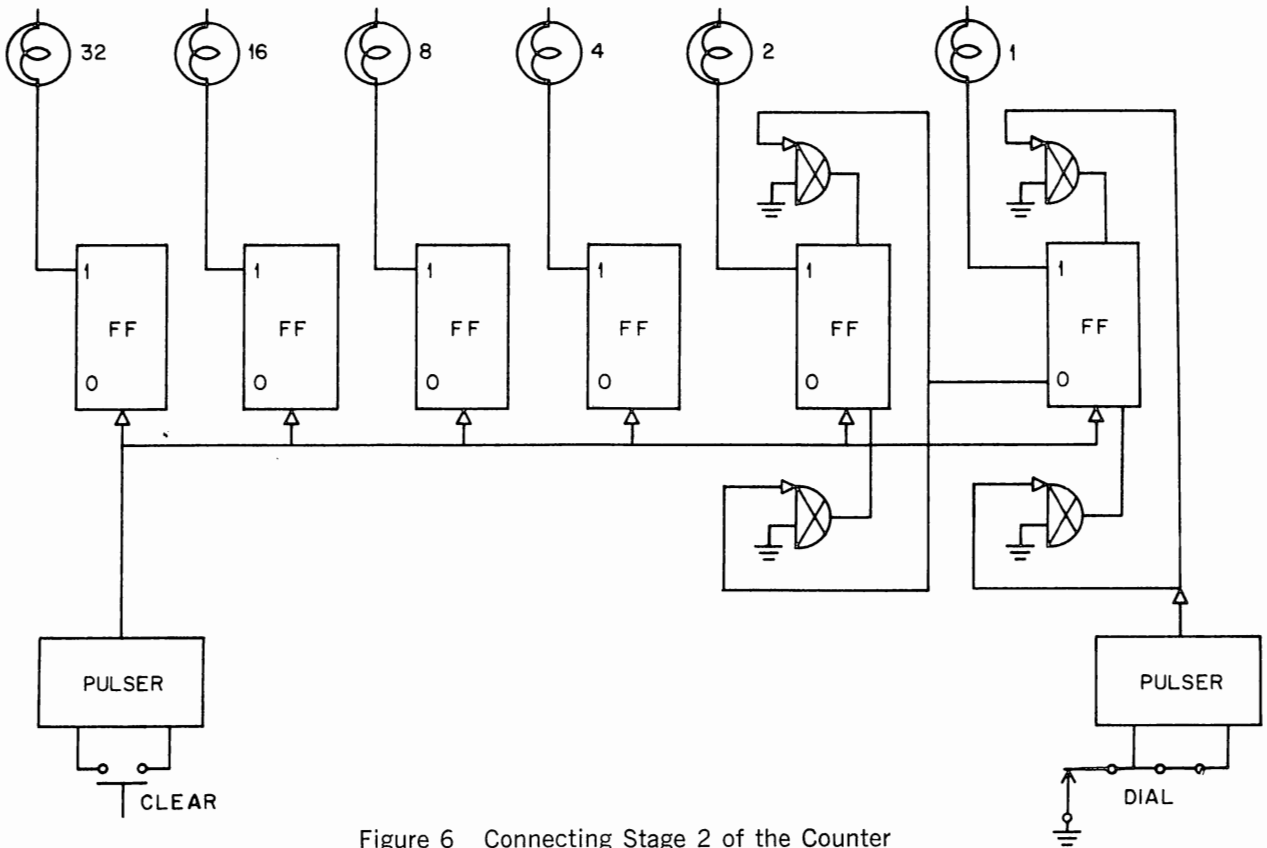 32 16 8 4 2 1
1 1 1 1 1 1
FF FF FF FF FF FF
0 0 0 0 0 0
PULSER PULSER
CLEAR DIAL
Figure 6 Connecting Stage 2 of the Counter